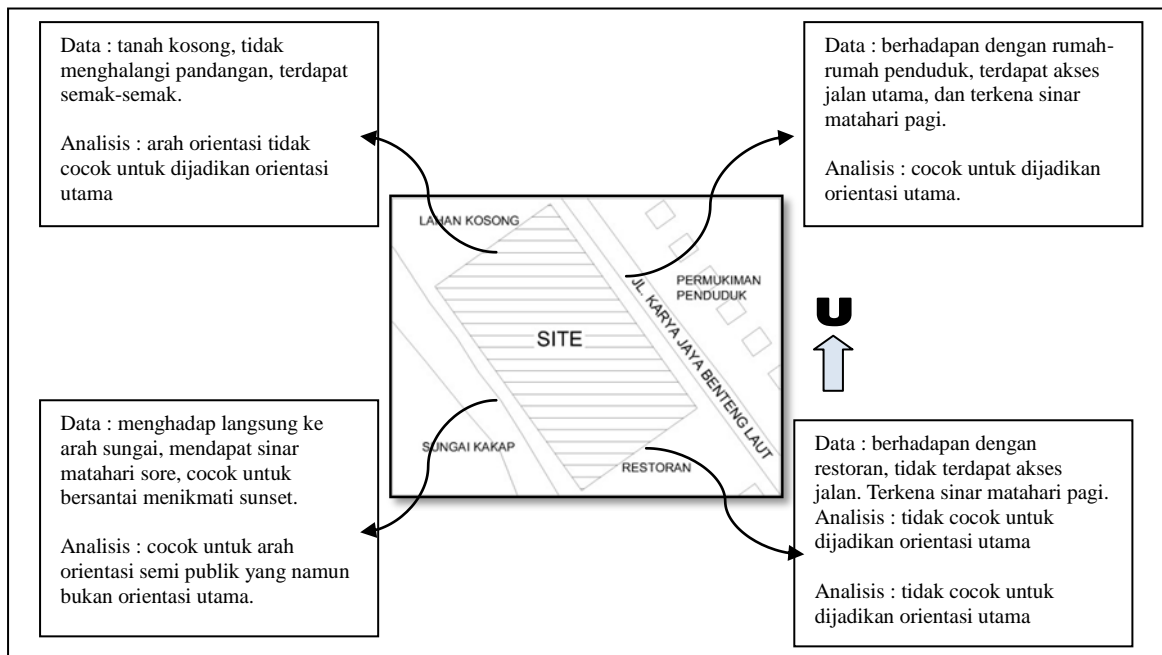 Data : tanah kosong, tidak
menghalangi pandangan, terdapat
semak-semak.
Analisis : arah orientasi tidak
cocok untuk dijadikan orientasi
utama
Data : berhadapan dengan rumah-
rumah penduduk, terdapat akses
jalan utama, dan terkena sinar
matahari pagi.
Analisis : cocok untuk dijadikan
orientasi utama.
LAHAN KOSONG
PERMUKIMAN
PENDUDUK
JL. KARYA JAYA BENTENG LAUT
SITE
SUNGAI KAKAP
RESTORAN
U
Data : menghadap langsung ke
arah sungai, mendapat sinar
matahari sore, cocok untuk
bersantai menikmati sunset.
Analisis : cocok untuk arah
orientasi semi publik yang namun
bukan orientasi utama.
Data : berhadapan dengan
restoran, tidak terdapat akses
jalan. Terkena sinar matahari pagi.
Analisis : tidak cocok untuk
dijadikan orientasi utama
Analisis : tidak cocok untuk
dijadikan orientasi utama